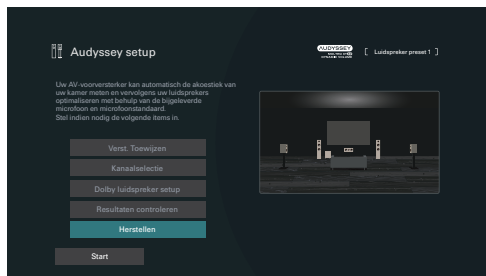 Audyssey setup
AUDYSSEY
DYNAMIC VOLUME
[ Luidspreker preset 1 ]
Uw AV-voorversterker kan automatisch de akoestiek van
uw kamer meten en vervolgens uw luidsprekers
optimaliseren met behulp van de bijgeleverde
microfoon en microfoonstandaard.
Stel indien nodig de volgende items in.
Verst. Toewijzen
Kanaalselectie
Dolby luidspreker setup
Resultaten controleren
Herstellen
Start